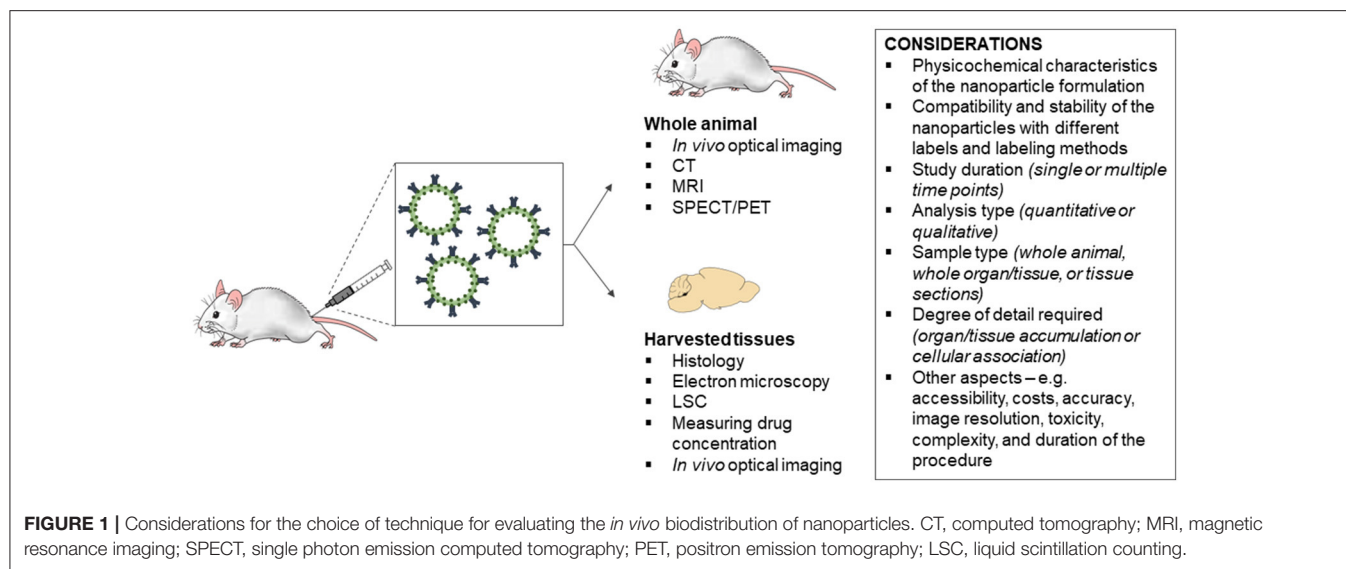 Whole animal
▪ In vivo optical imaging
▪ CT
▪ MRI
▪ SPECT/PET
Harvested tissues
▪ Histology
▪ Electron microscopy
▪ LSC
▪ Measuring drug
concentration
▪ In vivo optical imaging
CONSIDERATIONS
▪ Physicochemical characteristics
of the nanoparticle formulation
▪ Compatibility and stability of the
nanoparticles with different
labels and labeling methods
▪ Study duration (single or multiple
time points)
▪ Analysis type (quantitative or
qualitative)
▪ Sample type (whole animal,
whole organ/tissue, or tissue
sections)
▪ Degree of detail required
(organ/tissue accumulation or
cellular association)
▪ Other aspects – e.g.
accessibility, costs, accuracy,
image resolution, toxicity,
complexity, and duration of the
procedure
FIGURE 1 | Considerations for the choice of technique for evaluating the in vivo biodistribution of nanoparticles. CT, computed tomography; MRI, magnetic
resonance imaging; SPECT, single photon emission computed tomography; PET, positron emission tomography; LSC, liquid scintillation counting.